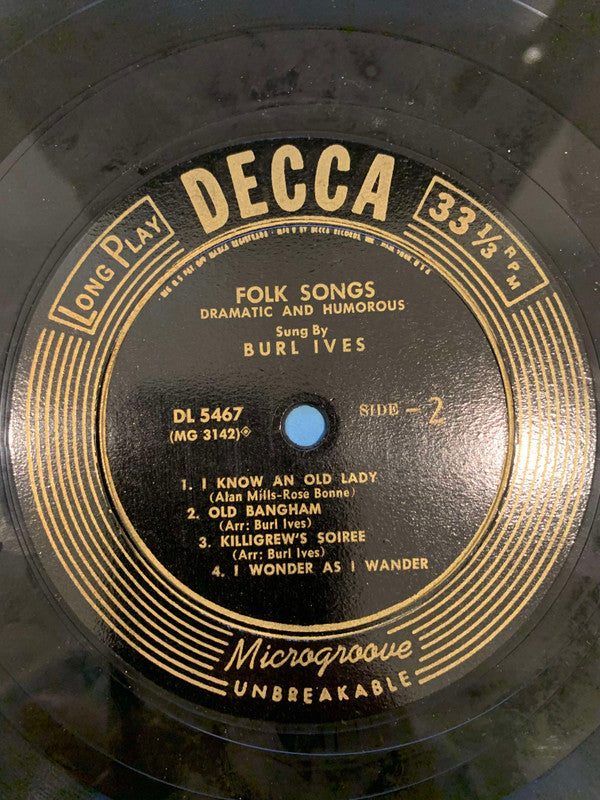 DECCA
LONG PLAY
33 1/3 RPM
FOLK SONGS
DRAMATIC AND HUMOROUS
Sung By
BURL IVES
DL 5467
(MG 3142)
SIDE - 2
1. I KNOW AN OLD LADY
(Alan Mills-Rose Bonne)
2. OLD BANGHAM
(Arr: Burl Ives)
3. KILLIGREW'S SOIREE
(Arr: Burl Ives)
4. I WONDER AS I WANDER
Microgroove
UNBREAKABLE